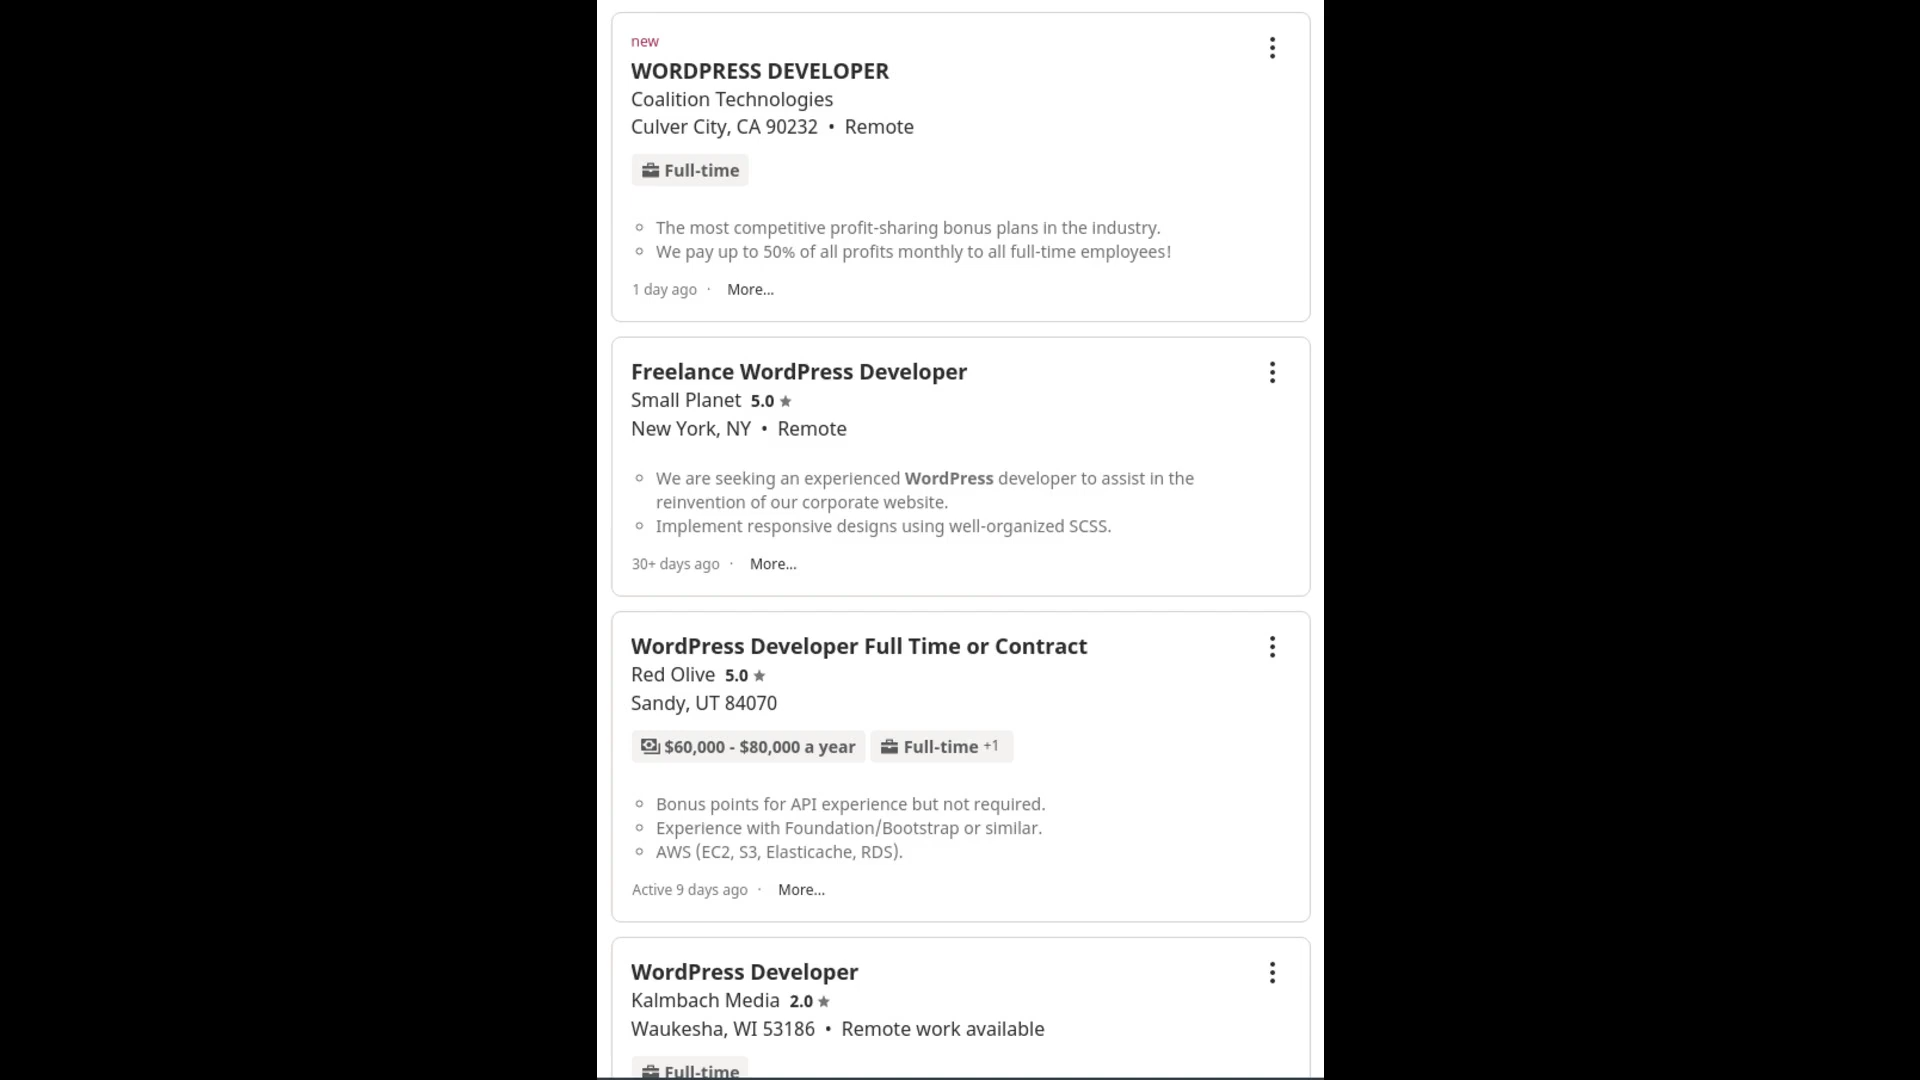 new
WORDPRESS DEVELOPER
Coalition Technologies
Culver City, CA 90232 • Remote
Full-time
The most competitive profit-sharing bonus plans in the industry.
We pay up to 50% of all profits monthly to all full-time employees!
1 day ago · More...
Freelance WordPress Developer
Small Planet 5.0 ★
New York, NY • Remote
We are seeking an experienced WordPress developer to assist in the
reinvention of our corporate website.
Implement responsive designs using well-organized SCSS.
30+ days ago · More...
WordPress Developer Full Time or Contract
Red Olive 5.0 ★
Sandy, UT 84070
$60,000 - $80,000 a year Full-time +1
Bonus points for API experience but not required.
Experience with Foundation/Bootstrap or similar.
AWS (EC2, S3, Elasticache, RDS).
Active 9 days ago · More...
WordPress Developer
Kalmbach Media 2.0 ★
Waukesha, WI 53186 • Remote work available
Full-time